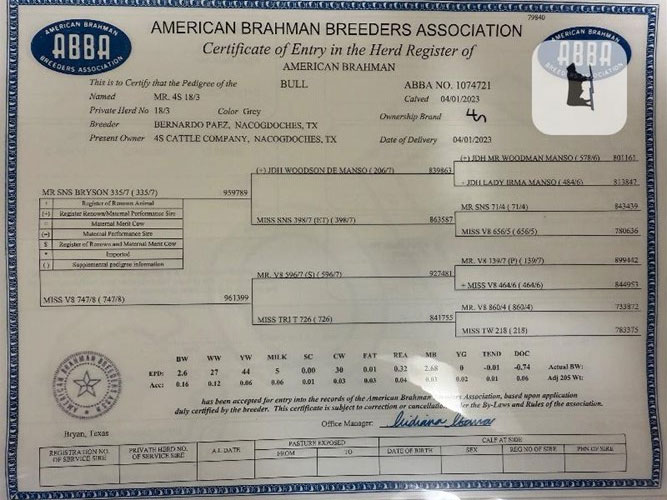 79840
AMERICAN BRAHMAN BREEDERS ASSOCIATION
Certificate of Entry in the Herd Register of
AMERICAN BRAHMAN
AMERICAN BRAHMAN
ABBA
BREEDERS ASSOCIATION
ABBA
BREEDERS ASSOCIATION
This is to Certify that the Pedigree of the BULL ABBA NO. 1074721
Named MR. 4S 18/3 Calved 04/01/2023
Private Herd No 18/3 Color Grey Ownership Brand
Breeder BERNARDO PAEZ, NACOGDOCHES, TX
Present Owner 4S CATTLE COMPANY, NACOGDOCHES, TX Date of Delivery 04/01/2023
(+) JDH MR WOODMAN MANSO ( 578/6) 801161
(+) JDH WOODSON DE MANSO ( 206/7) 839863
+ JDH LADY IRMA MANSO ( 484/6) 813847
MR SNS BRYSON 335/7 ( 335/7) 959789
MR SNS 71/4 ( 71/4) 843439
MISS SNS 398/7 (ET) ( 398/7) 863587
MISS V8 656/5 ( 656/5) 780636
+ Register of Renown Animal
(+) Register Renown/Maternal Performance Sire
Maternal Merit Cow
(–) Maternal Performance Sire
$ Register of Renown and Maternal Merit Cow
* Imported
( ) Supplemental pedigree information
MR. V8 139/7 (P) ( 139/7) 899442
MR. V8 596/7 (S) ( 596/7) 927481
+ MISS V8 464/6 ( 464/6) 844953
MISS V8 747/8 ( 747/8) 961399
MR. V8 860/4 ( 860/4) 733872
MISS TRI T 726 ( 726) 841755
MISS TW 218 ( 218) 783375
BW WW YW MILK SC CW FAT REA MB YG TEND DOC
EPD: 2.6 27 44 5 0.00 30 0.01 0.32 2.68 0 -0.01 -0.74 Actual BW:
Acc: 0.16 0.12 0.06 0.06 0.01 0.03 0.03 0.04 0.02 0.01 0.06 Adj 205 Wt:
has been accepted for entry into the records of the American Brahman Breeders Association, based upon application
duly certified by the breeder. This certificate is subject to correction or cancellation under the By-Laws and Rules of the association.
AMERICAN BRAHMAN BREEDERS ASSN.
Office Manager:
Bryan, Texas
REGISTRATION NO. OF SERVICE SIRE
PRIVATE HERD NO. OF SERVICE SIRE
A.I. DATE
PASTURE EXPOSED
FROM TO
CALF AT SIDE
DATE OF BIRTH SEX REG NO OF SIRE PHN OF SIRE